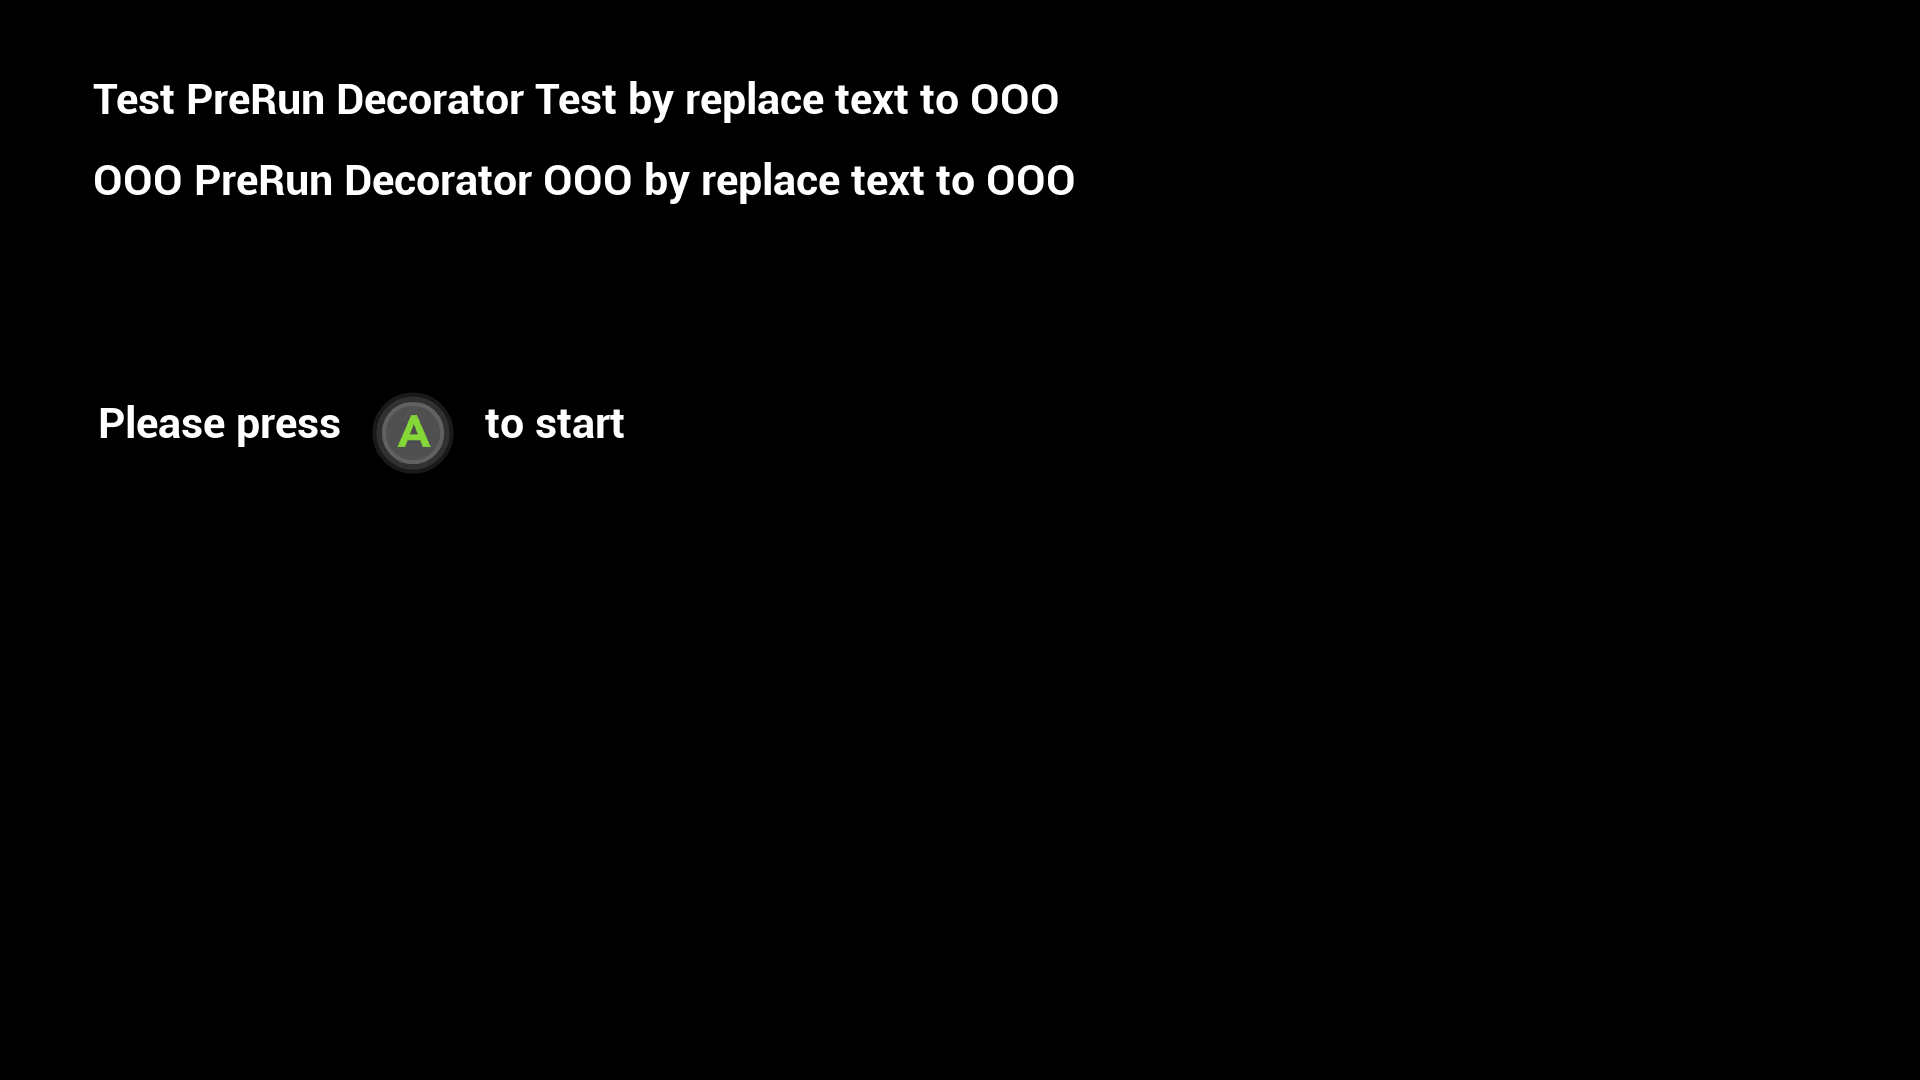 Test PreRun Decorator Test by replace text to OOO
OOO PreRun Decorator OOO by replace text to OOO
Please press A to start